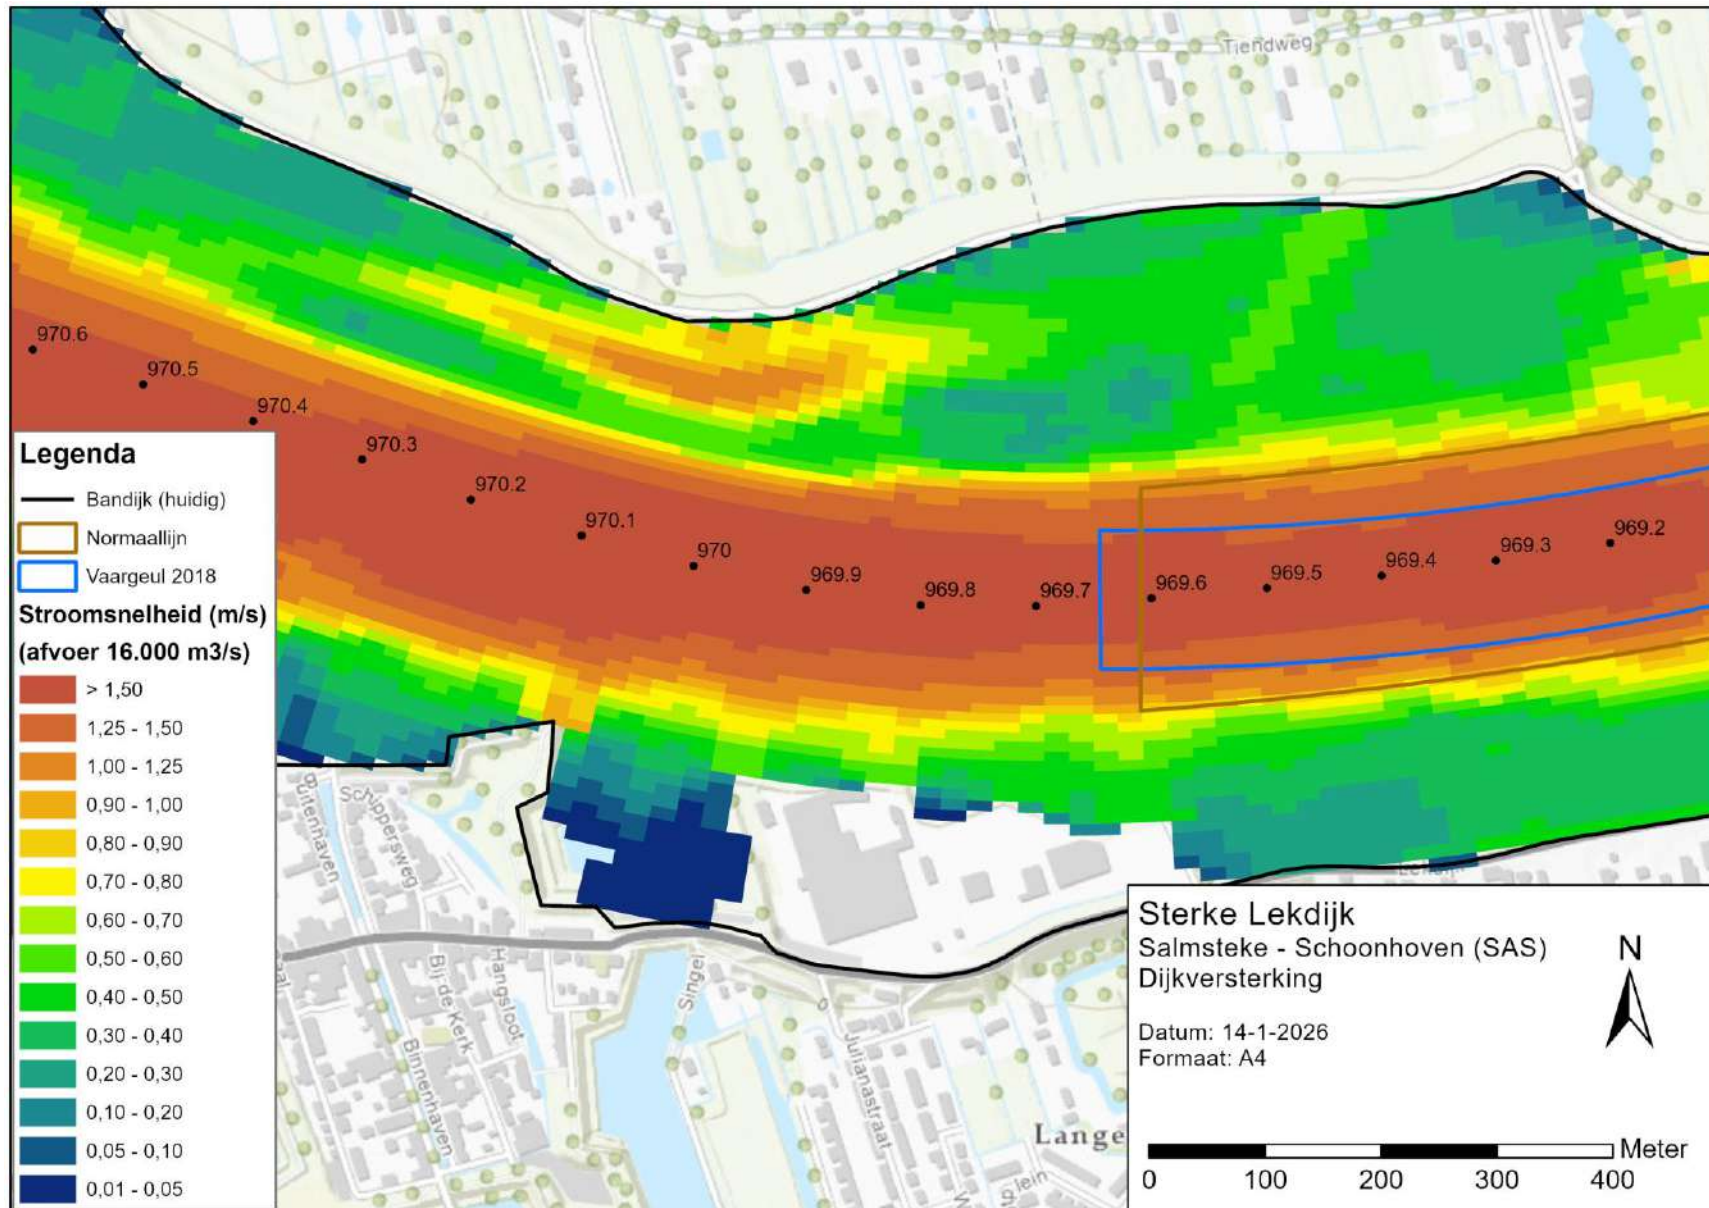 Tiendweg
970.6
970.5
970.4
970.3
970.2
970.1
970
969.9
969.8
969.7
969.6
969.5
969.4
969.3
969.2
Legenda
Bandijk (huidig)
Normaallijn
Vaargeul 2018
Stroomsnelheid (m/s)
(afvoer 16.000 m3/s)
> 1,50
1,25 - 1,50
1,00 - 1,25
0,90 - 1,00
0,80 - 0,90
0,70 - 0,80
0,60 - 0,70
0,50 - 0,60
0,40 - 0,50
0,30 - 0,40
0,20 - 0,30
0,10 - 0,20
0,05 - 0,10
0,01 - 0,05
Buitenhaven
Schippersweg
Bij de Kerk
Hangsloot
Binnenhaven
Singel
Julianastraat
Lange
plein
Sterke Lekdijk
Salmsteke - Schoonhoven (SAS)
Dijkversterking
Datum: 14-1-2026
Formaat: A4
N
Meter
0 100 200 300 400